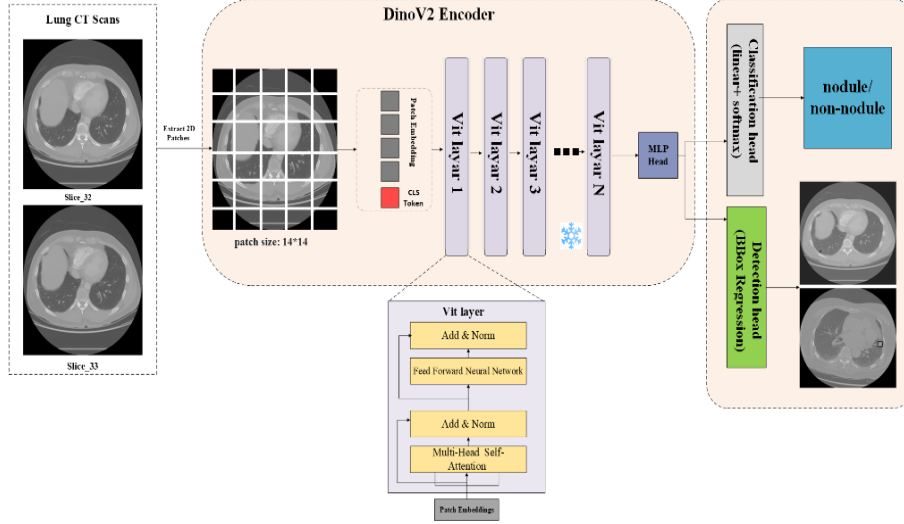 Lung CT Scans
Slice_32
Slice_33
Extract 2D
Patches
DinoV2 Encoder
patch size: 14*14
Patch Embedding
CLS
Token
Vit layar 1
Vit layar 2
Vit layar 3
Vit layar N
MLP
Head
Classification head
(linear+ softmax)
nodule/
non-nodule
Detection head
(BBox Regression)
Vit layer
Add & Norm
Feed Forward Neural Network
Add & Norm
Multi-Head Self-
Attention
Patch Embeddings